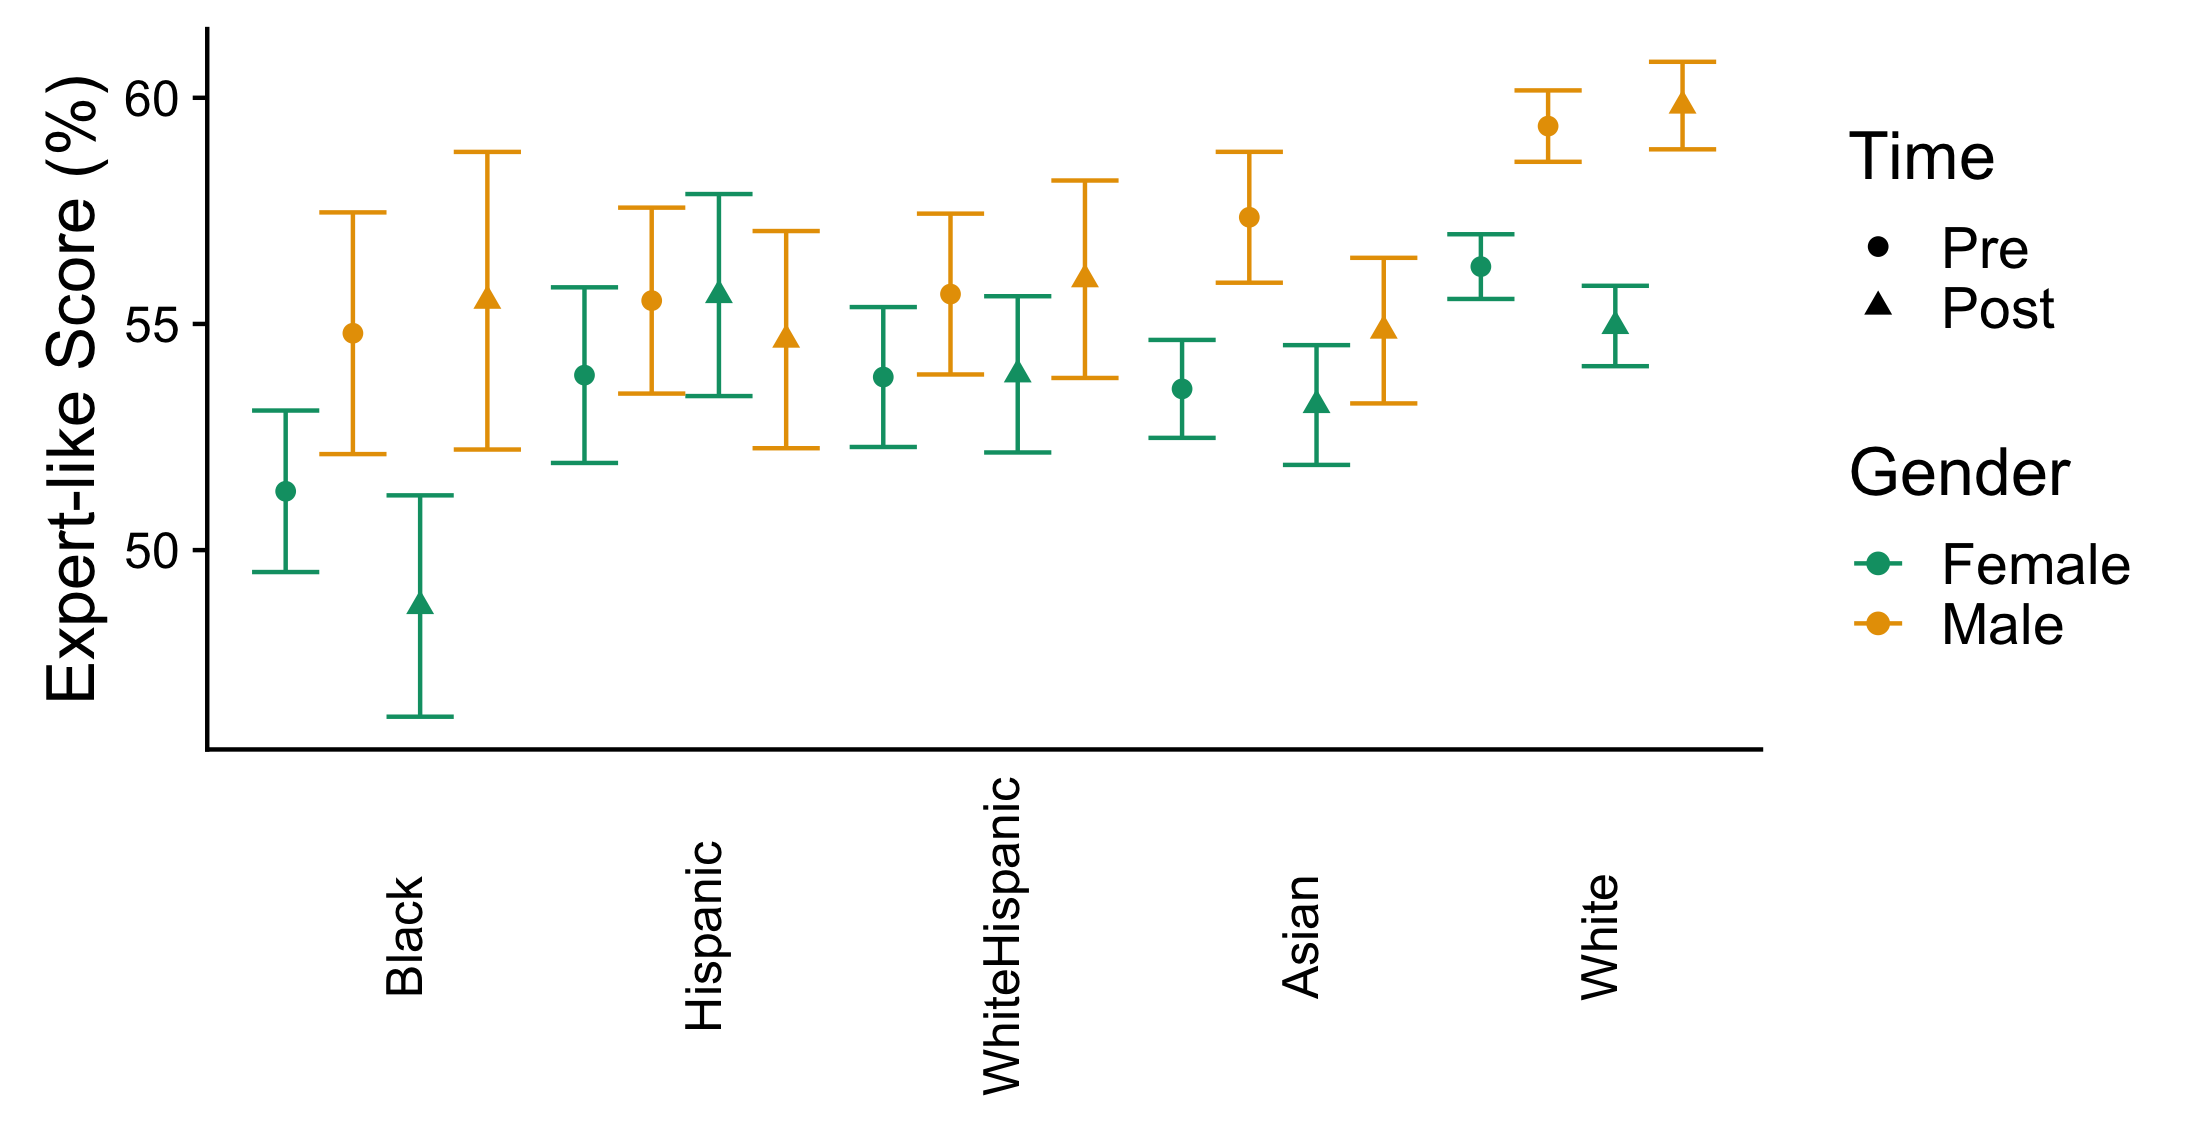 Expert-like Score (%)
60
55
50
Black
Hispanic
WhiteHispanic
Asian
White
Time
Pre
Post
Gender
Female
Male